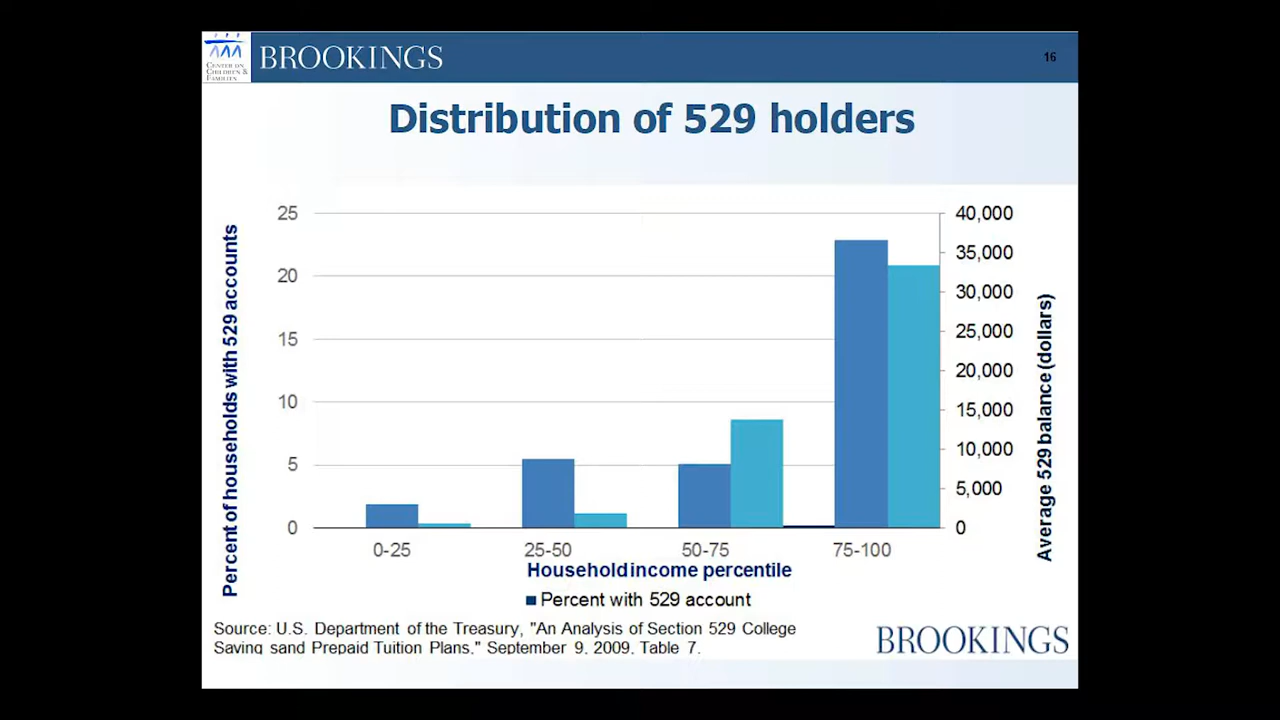 CENTER ON
CHILDREN &
FAMILIES
BROOKINGS
16
Distribution of 529 holders
Percent of households with 529 accounts
25
20
15
10
5
0
40,000
35,000
30,000
25,000
20,000
15,000
10,000
5,000
0
Average 529 balance (dollars)
0-25 25-50 50-75 75-100
Household income percentile
Percent with 529 account
Source: U.S. Department of the Treasury, "An Analysis of Section 529 College
Saving sand Prepaid Tuition Plans," September 9, 2009, Table 7.
BROOKINGS